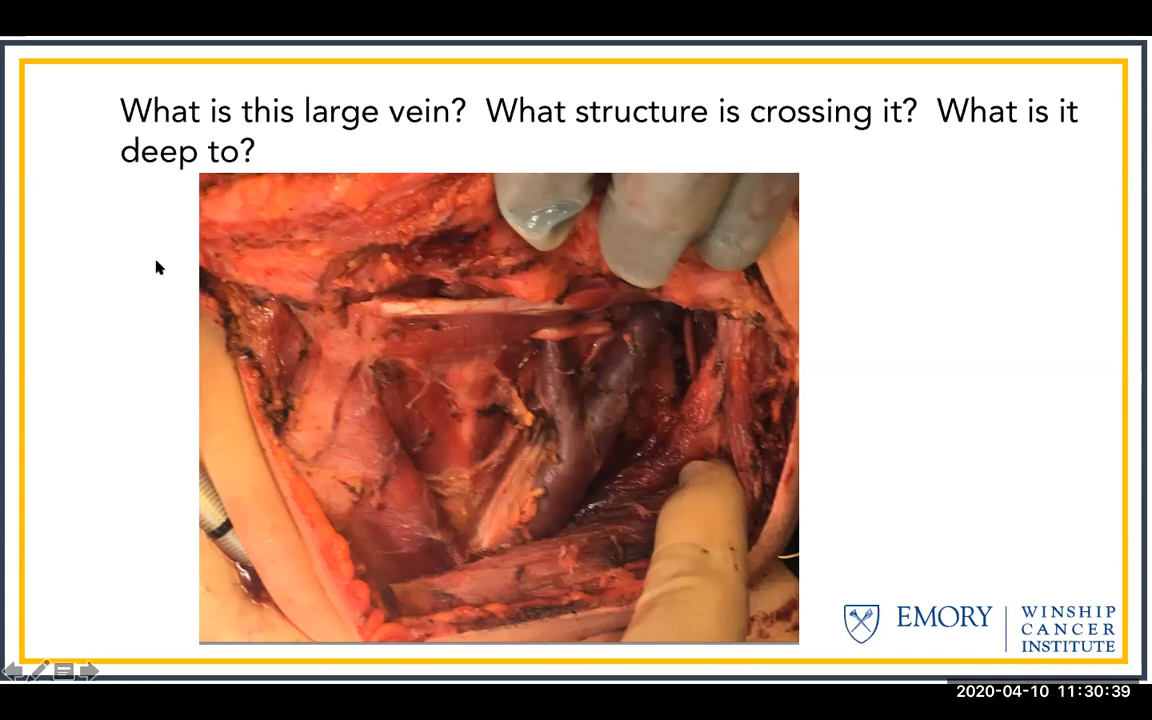 What is this large vein? What structure is crossing it? What is it
deep to?
EMORY
WINSHIP
CANCER
INSTITUTE
2020-04-10 11:30:39